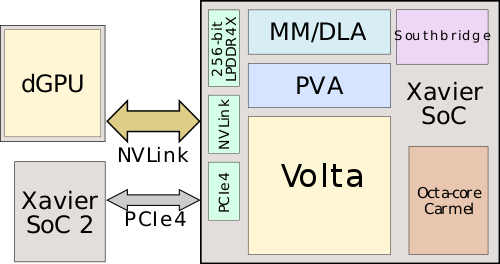 dGPU
NVLink
Xavier
SoC 2
PCIe4
256-bit
LPDDR4X
NVLink
PCIe4
MM/DLA
PVA
Volta
Southbridge
Xavier
SoC
Octa-core
Carmel